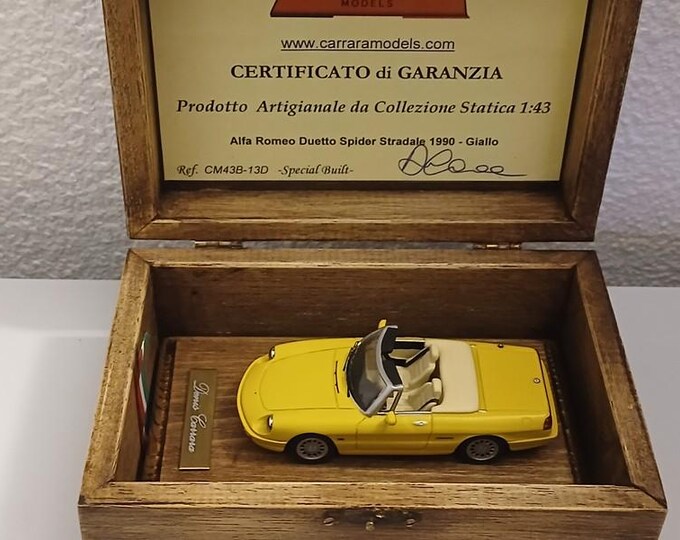 MODELS
www.carraramodels.com
CERTIFICATO di GARANZIA
Prodotto Artigianale da Collezione Statica 1:43
Alfa Romeo Duetto Spider Stradale 1990 - Giallo
Ref. CM43B-13D -Special Built-
Carrara